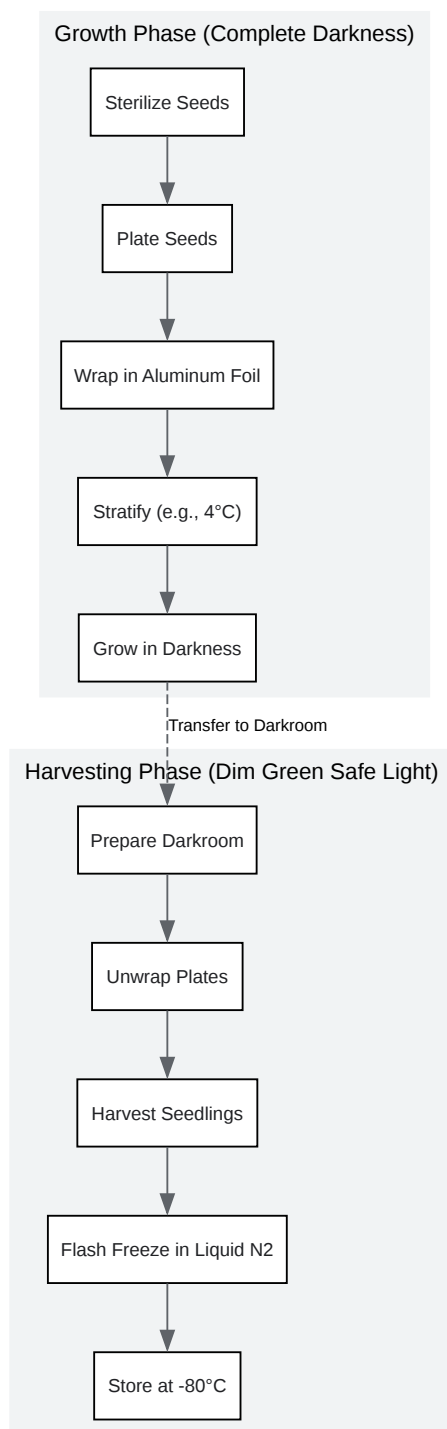 Growth Phase (Complete Darkness)
Sterilize Seeds
Plate Seeds
Wrap in Aluminum Foil
Stratify (e.g., 4°C)
Grow in Darkness
Transfer to Darkroom
Harvesting Phase (Dim Green Safe Light)
Prepare Darkroom
Unwrap Plates
Harvest Seedlings
Flash Freeze in Liquid N2
Store at -80°C